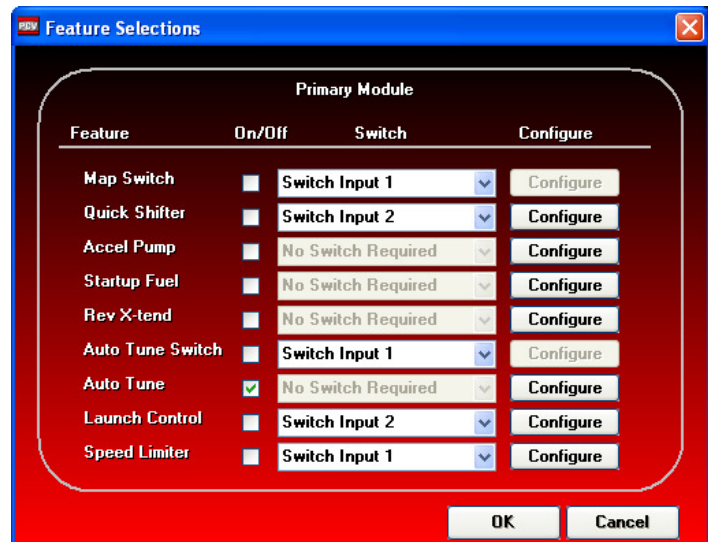 PCV Feature Selections
Primary Module
Feature On/Off Switch Configure
Map Switch Switch Input 1 Configure
Quick Shifter Switch Input 2 Configure
Accel Pump No Switch Required Configure
Startup Fuel No Switch Required Configure
Rev X-tend No Switch Required Configure
Auto Tune Switch Switch Input 1 Configure
Auto Tune No Switch Required Configure
Launch Control Switch Input 2 Configure
Speed Limiter Switch Input 1 Configure
OK Cancel